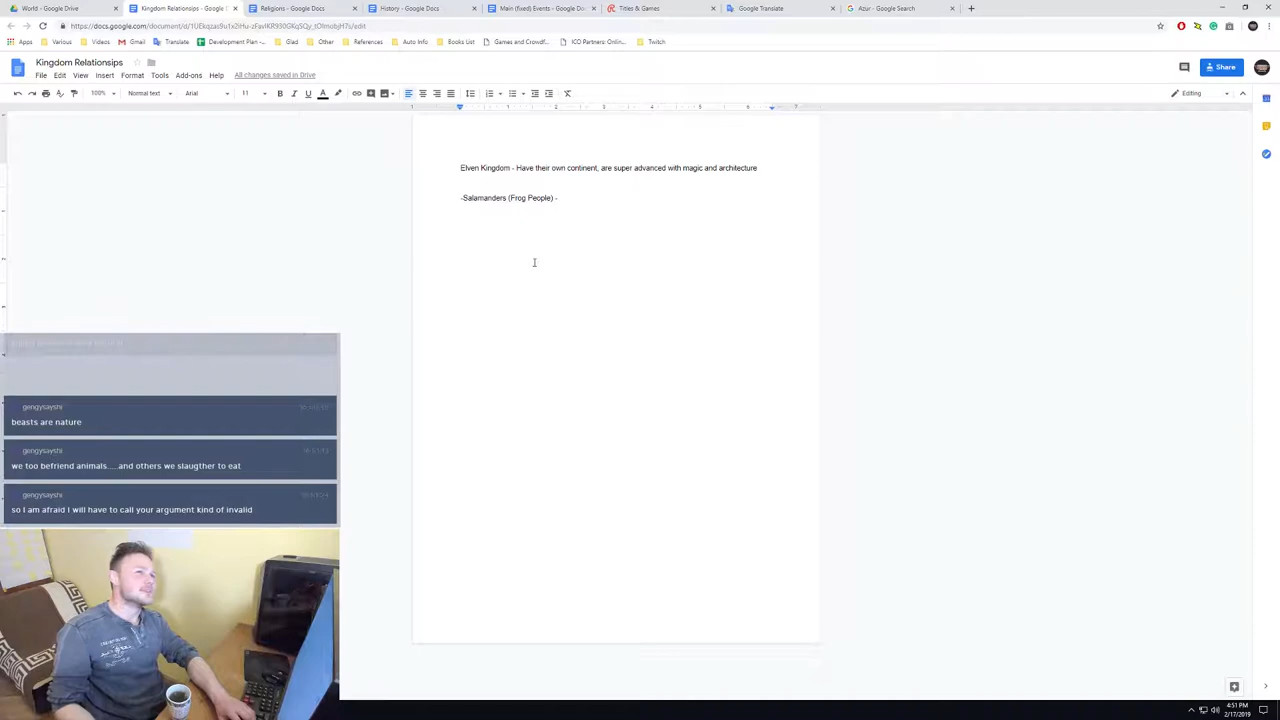 World - Google Drive
Kingdom Relationsips - Google
Religions - Google Docs
History - Google Docs
Main (fixed) Events - Google Do
Titles & Games
Google Translate
Azur - Google Search
Apps
Various
Videos
Gmail
Translate
Development Plan -
Glad
Other
References
Auto Info
Books List
Games and Crowdf...
ICO Partners: Onlin...
Twitch
Kingdom Relationsips
File Edit View Insert Format Tools Add-ons Help All changes saved in Drive
Share
100% Normal text Arial 11
Editing
Elven Kingdom - Have their own continent, are super advanced with magic and architecture
-Salamanders (Frog People) -
gengysayshi
beasts are nature
gengysayshi
we too befriend animals.....and others we slaugther to eat
gengysayshi
so I am afraid I will have to call your argument kind of invalid
4:51 PM
2/17/2019